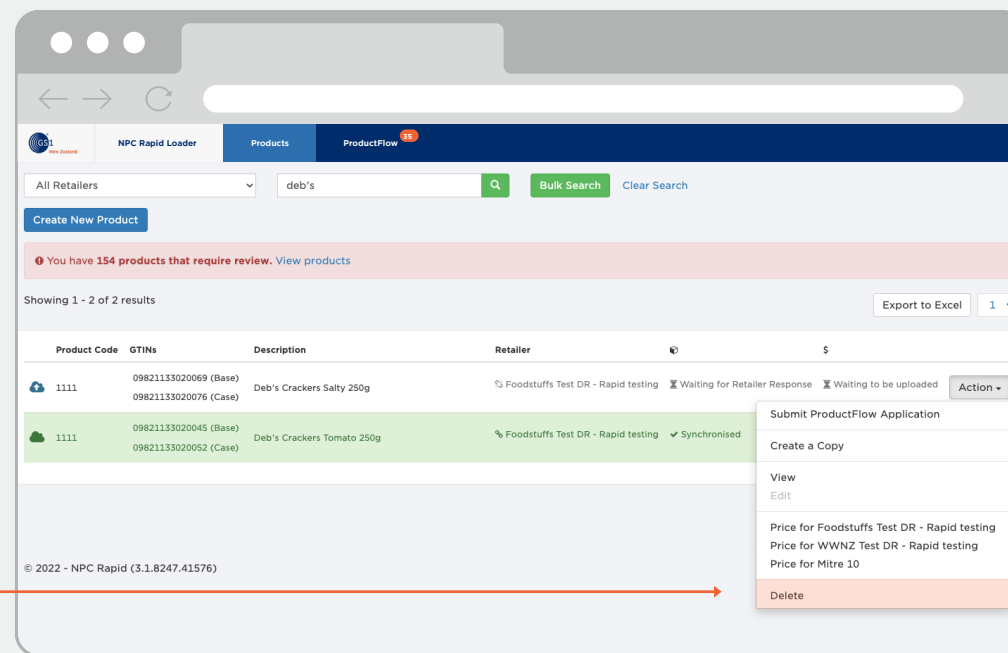 GS1
New Zealand
NPC Rapid Loader
Products
ProductFlow
35
All Retailers
deb's
Bulk Search
Clear Search
Create New Product
You have 154 products that require review. View products
Showing 1 - 2 of 2 results
Export to Excel
1
Product Code GTINs Description Retailer $
1111 09821133020069 (Base) Deb's Crackers Salty 250g Foodstuffs Test DR - Rapid testing Waiting for Retailer Response Waiting to be uploaded Action
09821133020076 (Case)
1111 09821133020045 (Base) Deb's Crackers Tomato 250g Foodstuffs Test DR - Rapid testing Synchronised
09821133020052 (Case)
Submit ProductFlow Application
Create a Copy
View
Edit
Price for Foodstuffs Test DR - Rapid testing
Price for WWNZ Test DR - Rapid testing
Price for Mitre 10
Delete
© 2022 - NPC Rapid (3.1.8247.41576)